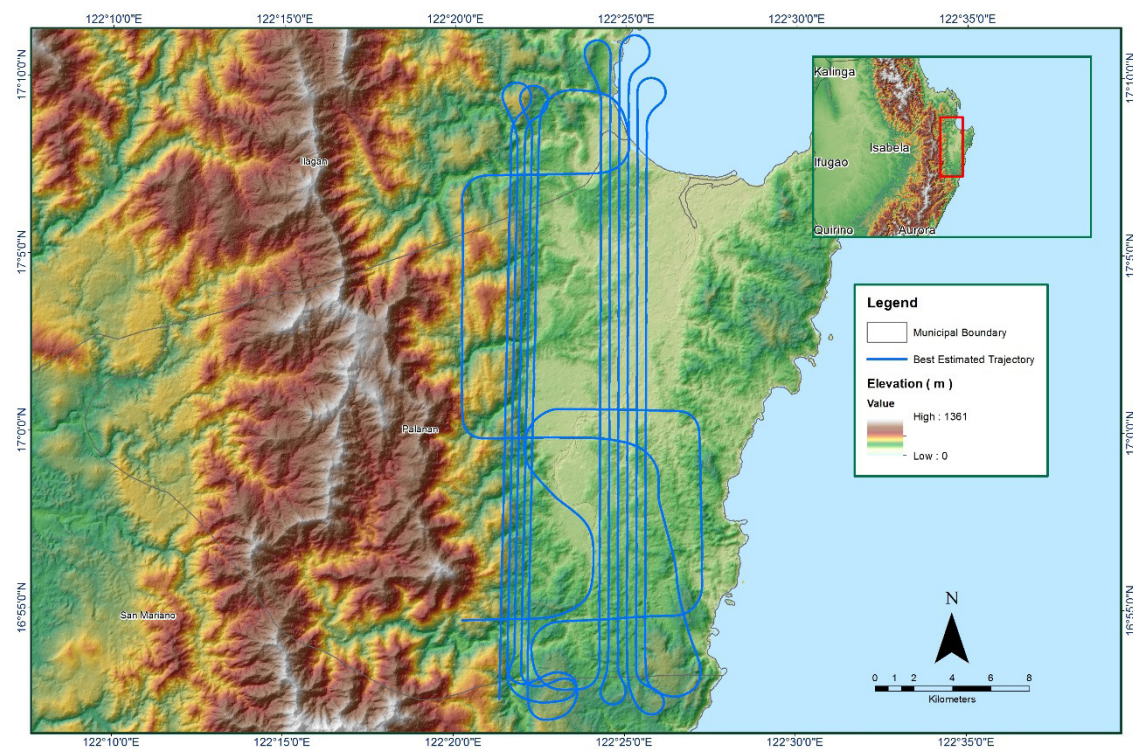 122°10'0"E 122°15'0"E 122°20'0"E 122°25'0"E 122°30'0"E 122°35'0"E
17°10'0"N
17°10'0"N
Kalinga
Isabela
Ifugao
Quirino
Aurora
Ilagan
17°5'0"N
17°5'0"N
Legend
Municipal Boundary
Best Estimated Trajectory
Elevation ( m )
Value
High : 1361
Low : 0
17°0'0"N
17°0'0"N
Palanan
San Mariano
16°55'0"N
16°55'0"N
N
0 1 2 4 6 8
Kilometers
122°10'0"E 122°15'0"E 122°20'0"E 122°25'0"E 122°30'0"E 122°35'0"E